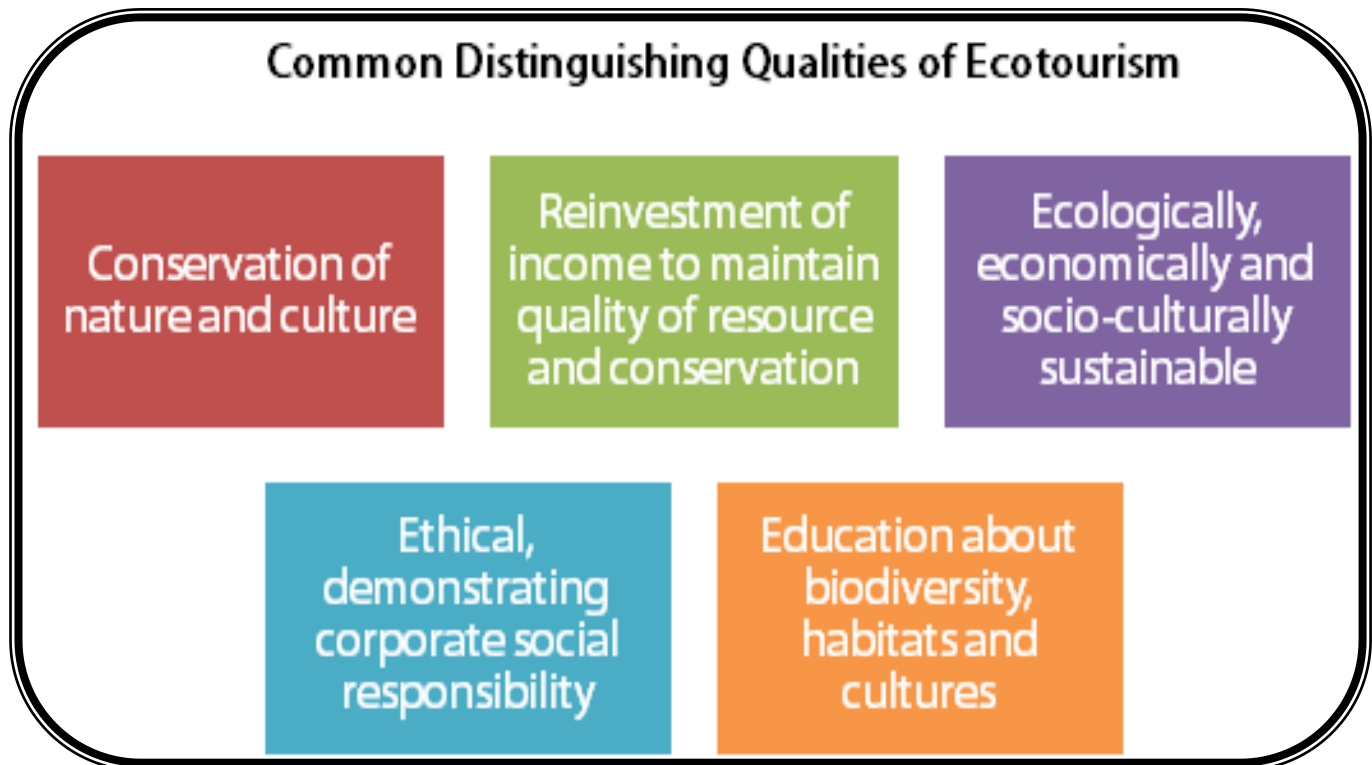 Common Distinguishing Qualities of Ecotourism
Conservation of
nature and culture
Reinvestment of
income to maintain
quality of resource
and conservation
Ecologically,
economically and
socio-culturally
sustainable
Ethical,
demonstrating
corporate social
responsibility
Education about
biodiversity,
habitats and
cultures